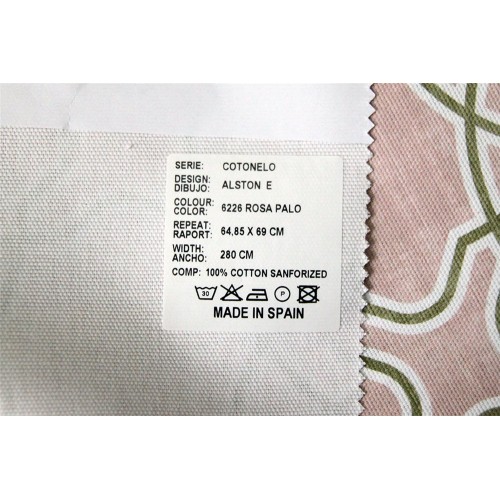 SERIE: COTONELO
DESIGN:
DIBUJO: ALSTON E
COLOUR:
COLOR: 6226 ROSA PALO
REPEAT:
RAPORT: 64,85 X 69 CM
WIDTH:
ANCHO: 280 CM
COMP: 100% COTTON SANFORIZED
30 P
MADE IN SPAIN